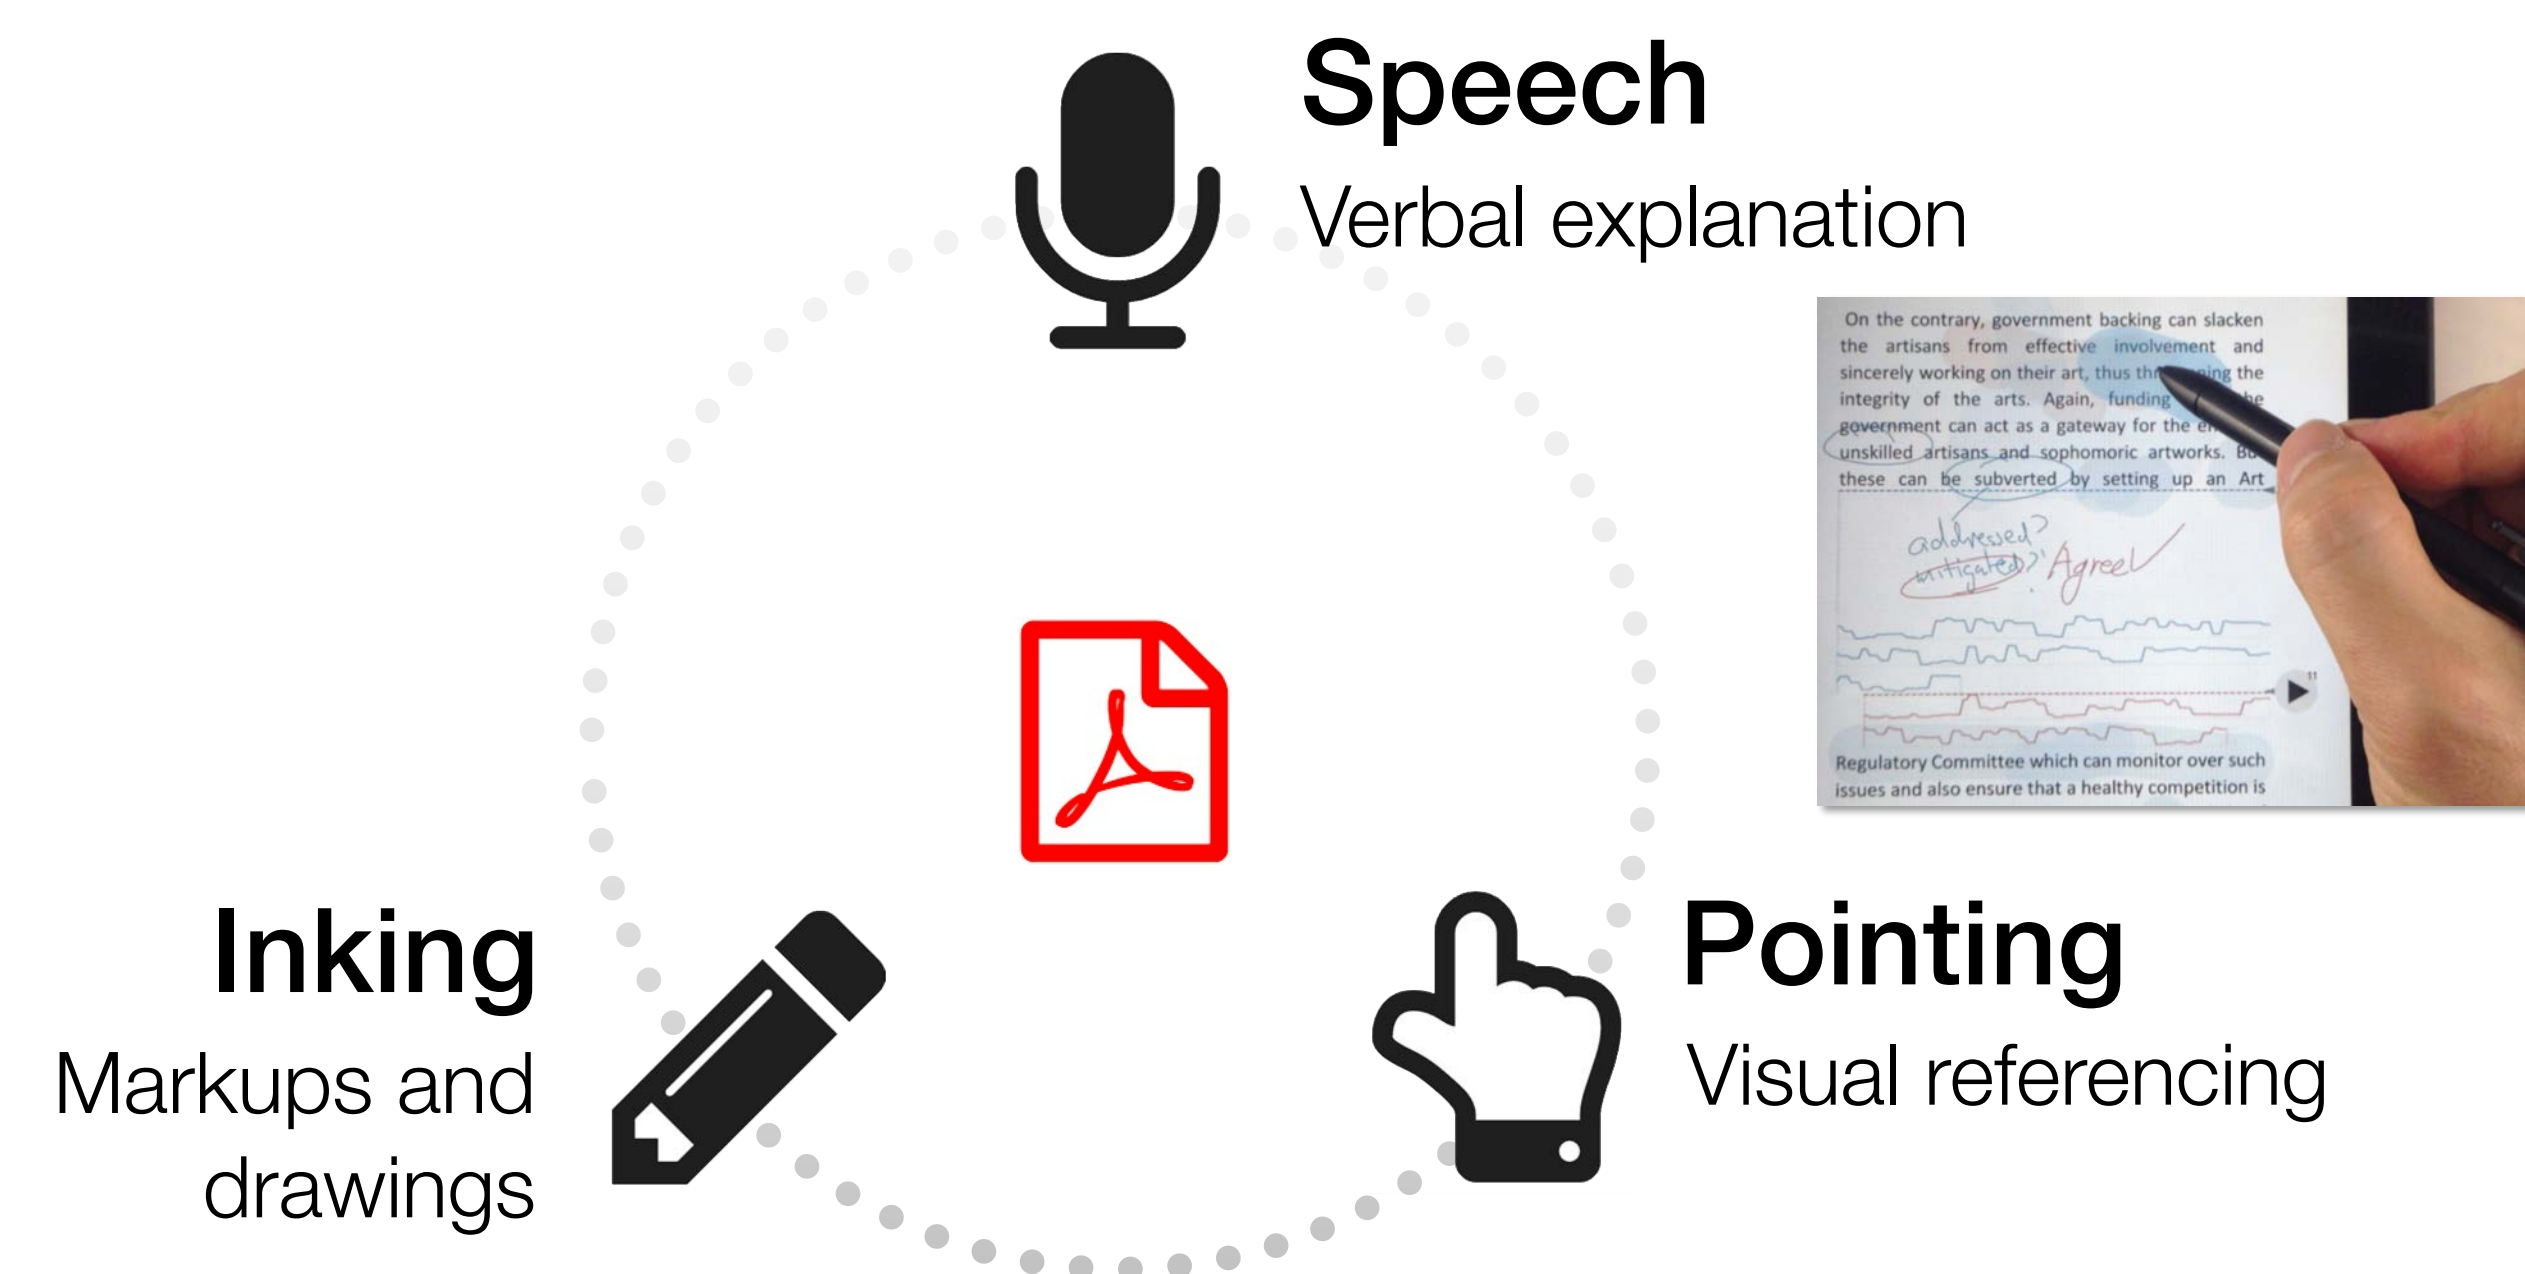 Speech
Verbal explanation
On the contrary, government backing can slacken
the artisans from effective involvement and
sincerely working on their art, thus the
integrity of the arts. Again, funding
government can act as a gateway for the
unskilled artisans and sophomoric artworks.
these can be subverted by setting up an Art
addressed?
mitigated? Agree
11
Regulatory Committee which can monitor over such
issues and also ensure that a healthy competition is
Inking
Markups and
drawings
Pointing
Visual referencing